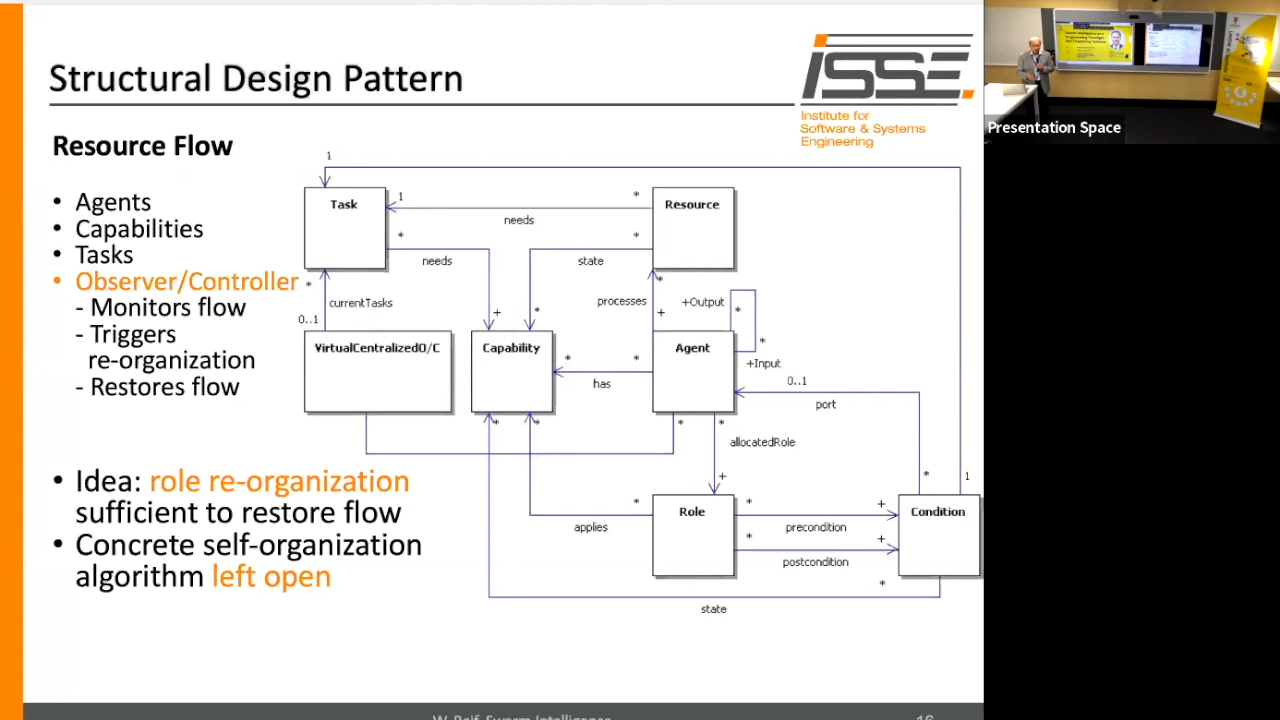 Structural Design Pattern
ISSE
Institute for
Software & Systems
Engineering
Presentation Space
Resource Flow
• Agents
• Capabilities
• Tasks
• Observer/Controller
- Monitors flow
- Triggers
re-organization
- Restores flow
• Idea: role re-organization
sufficient to restore flow
• Concrete self-organization
algorithm left open
1
Task
1
*
needs
Resource
*
needs
*
state
*
currentTasks
0..1
+
*
processes
*
+
+Output
*
*
+Input
VirtualCentralizedO/C
Capability
*
*
has
Agent
0..1
port
*
*
*
*
allocatedRole
+
*
1
*
applies
Role
*
+
precondition
*
+
postcondition
Condition
*
state
W. Reif, Swarm Intelligence
16